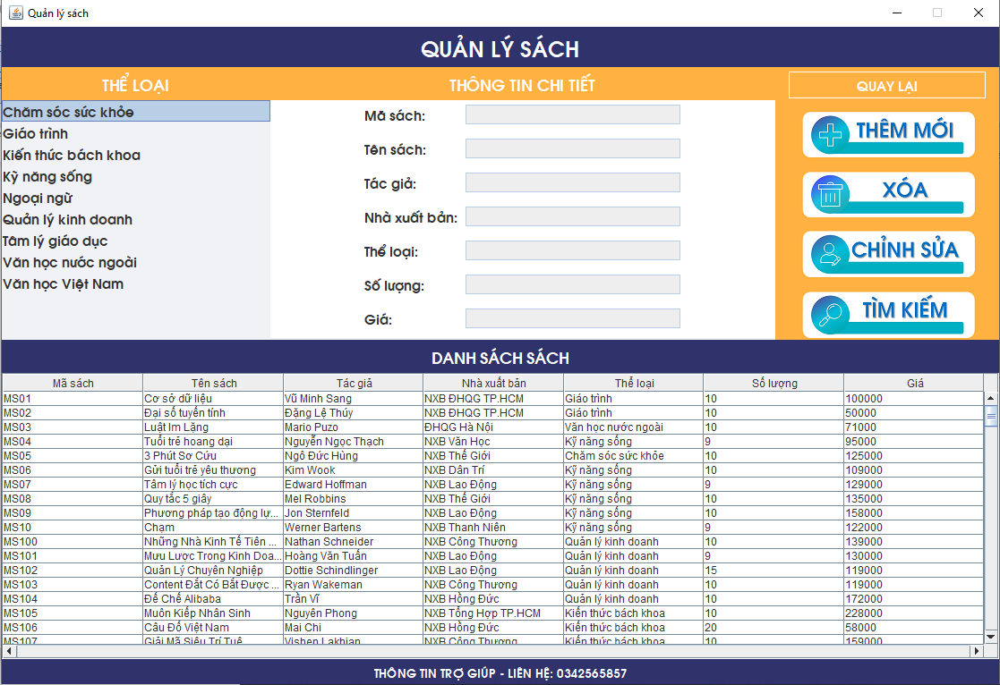 Quản lý sách
QUẢN LÝ SÁCH
THỂ LOẠI
THÔNG TIN CHI TIẾT
QUAY LẠI
Chăm sóc sức khỏe
Giáo trình
Kiến thức bách khoa
Kỹ năng sống
Ngoại ngữ
Quản lý kinh doanh
Tâm lý giáo dục
Văn học nước ngoài
Văn học Việt Nam
Mã sách:
Tên sách:
Tác giả:
Nhà xuất bản:
Thể loại:
Số lượng:
Giá:
THÊM MỚI
XÓA
CHỈNH SỬA
TÌM KIẾM
DANH SÁCH SÁCH
Mã sách Tên sách Tác giả Nhà xuất bản Thể loại Số lượng Giá
MS01 Cơ sở dữ liệu Vũ Minh Sang NXB ĐHQG TP.HCM Giáo trình 10 100000
MS02 Đại số tuyến tính Đặng Lệ Thúy NXB ĐHQG TP.HCM Giáo trình 10 50000
MS03 Luật Im Lặng Mario Puzo ĐHQG Hà Nội Văn học nước ngoài 10 71000
MS04 Tuổi trẻ hoang dại Nguyễn Ngọc Thạch NXB Văn Học Kỹ năng sống 9 95000
MS05 3 Phút Sơ Cứu Ngô Đức Hùng NXB Thế Giới Chăm sóc sức khỏe 10 125000
MS06 Gửi tuổi trẻ yêu thương Kim Wook NXB Dân Trí Kỹ năng sống 10 109000
MS07 Tâm lý học tích cực Edward Hoffman NXB Lao Động Kỹ năng sống 9 129000
MS08 Quy tắc 5 giây Mel Robbins NXB Thế Giới Kỹ năng sống 10 135000
MS09 Phương pháp tạo động lự... Jon Sternfeld NXB Lao Động Kỹ năng sống 10 158000
MS10 Chạm Werner Bartens NXB Thanh Niên Kỹ năng sống 9 122000
MS100 Những Nhà Kinh Tế Tiên ... Nathan Schneider NXB Công Thương Quản lý kinh doanh 10 139000
MS101 Mưu Lược Trong Kinh Doa... Hoàng Văn Tuấn NXB Lao Động Quản lý kinh doanh 9 130000
MS102 Quản Lý Chuyên Nghiệp Dottie Schindlinger NXB Lao Động Quản lý kinh doanh 15 119000
MS103 Content Đắt Có Bắt Được ... Ryan Wakeman NXB Công Thương Quản lý kinh doanh 10 119000
MS104 Đế Chế Alibaba Trần Vĩ NXB Hồng Đức Quản lý kinh doanh 10 172000
MS105 Muôn Kiếp Nhân Sinh Nguyên Phong NXB Tổng Hợp TP.HCM Kiến thức bách khoa 10 228000
MS106 Câu Đố Việt Nam Mai Chi NXB Hồng Đức Kiến thức bách khoa 20 58000
MS107 Giải Mã Siêu Trí Tuệ Vishen Lakhian NXB Công Thương Kiến thức bách khoa 10 159000
THÔNG TIN TRỢ GIÚP - LIÊN HỆ: 0342565857